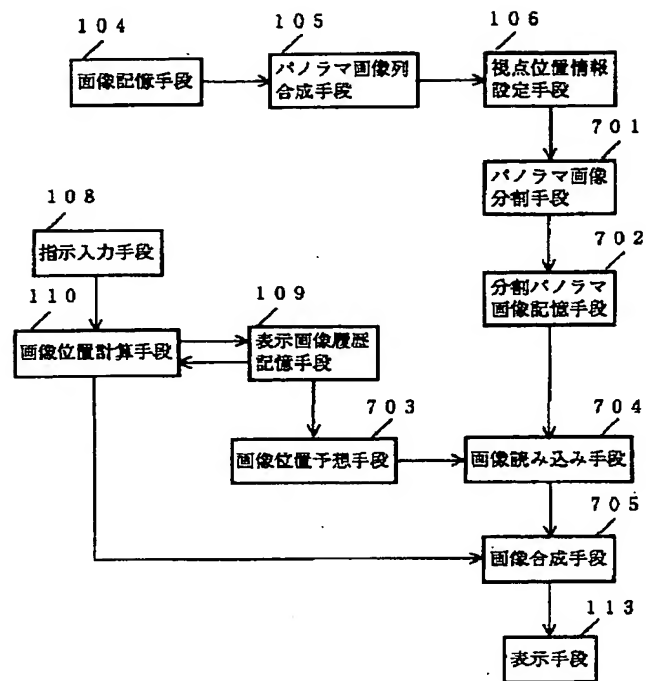 104
画像記憶手段
105
パノラマ画像列
合成手段
106
視点位置情報
設定手段
701
パノラマ画像
分割手段
108
指示入力手段
702
分割パノラマ
画像記憶手段
110
画像位置計算手段
109
表示画像履歴
記憶手段
703
画像位置予想手段
704
画像読み込み手段
705
画像合成手段
113
表示手段